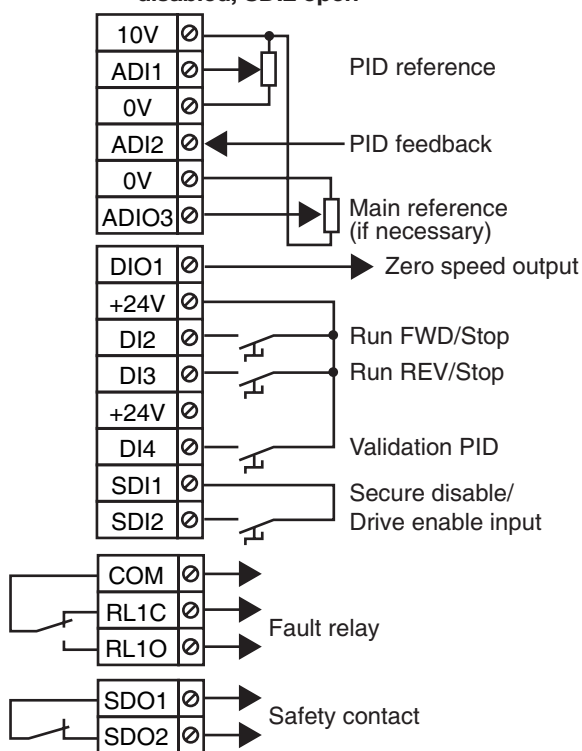 disabled, SDI2 open
10V
ADI1 PID reference
0V
ADI2 PID feedback
0V
ADIO3 Main reference
(if necessary)
DIO1 Zero speed output
+24V
DI2 Run FWD/Stop
DI3 Run REV/Stop
+24V
DI4 Validation PID
SDI1 Secure disable/
SDI2 Drive enable input
COM
RL1C
Fault relay
RL1O
SDO1
Safety contact
SDO2